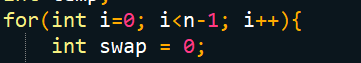 for(int i=0; i<n-1; i++){
int swap = 0;